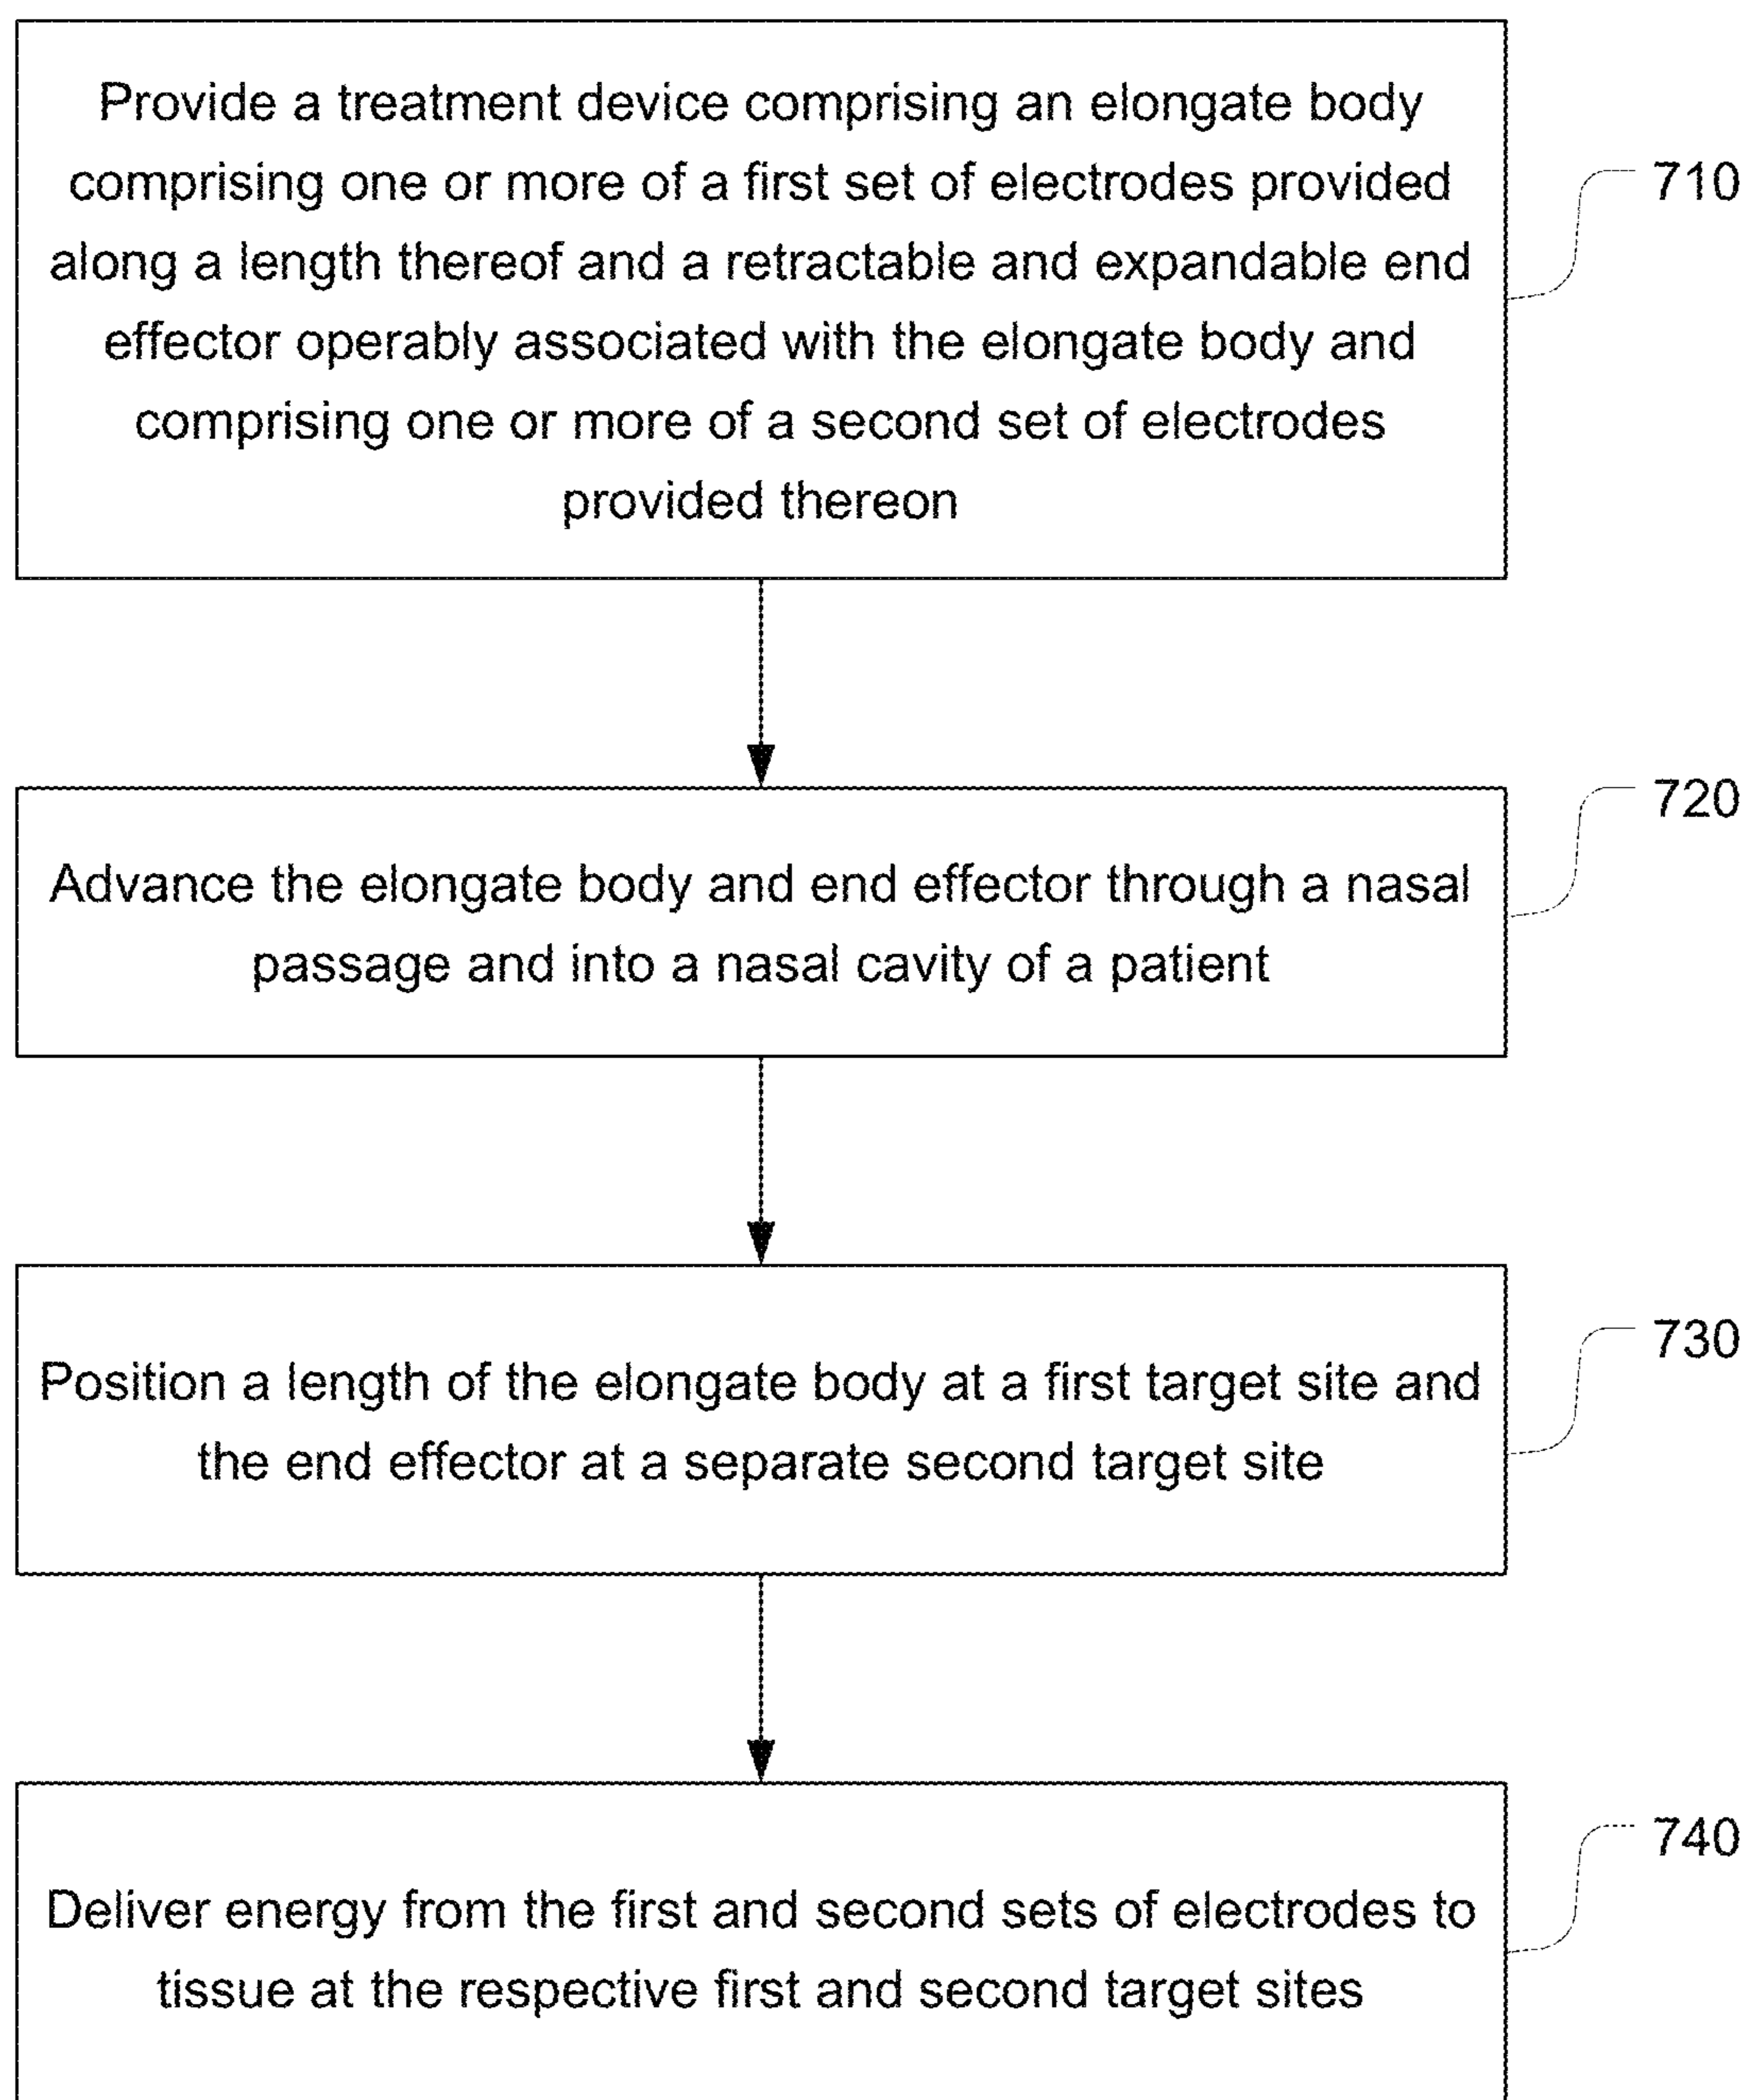 Provide a treatment device comprising an elongate body
comprising one or more of a first set of electrodes provided
along a length thereof and a retractable and expandable end
effector operably associated with the elongate body and
comprising one or more of a second set of electrodes
provided thereon
710
Advance the elongate body and end effector through a nasal
passage and into a nasal cavity of a patient
720
Position a length of the elongate body at a first target site and
the end effector at a separate second target site
730
Deliver energy from the first and second sets of electrodes to
tissue at the respective first and second target sites
740